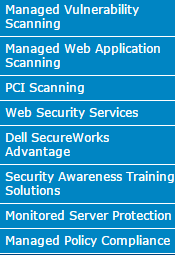 Managed Vulnerability
Scanning
Managed Web Application
Scanning
PCI Scanning
Web Security Services
Dell SecureWorks
Advantage
Security Awareness Training
Solutions
Monitored Server Protection
Managed Policy Compliance